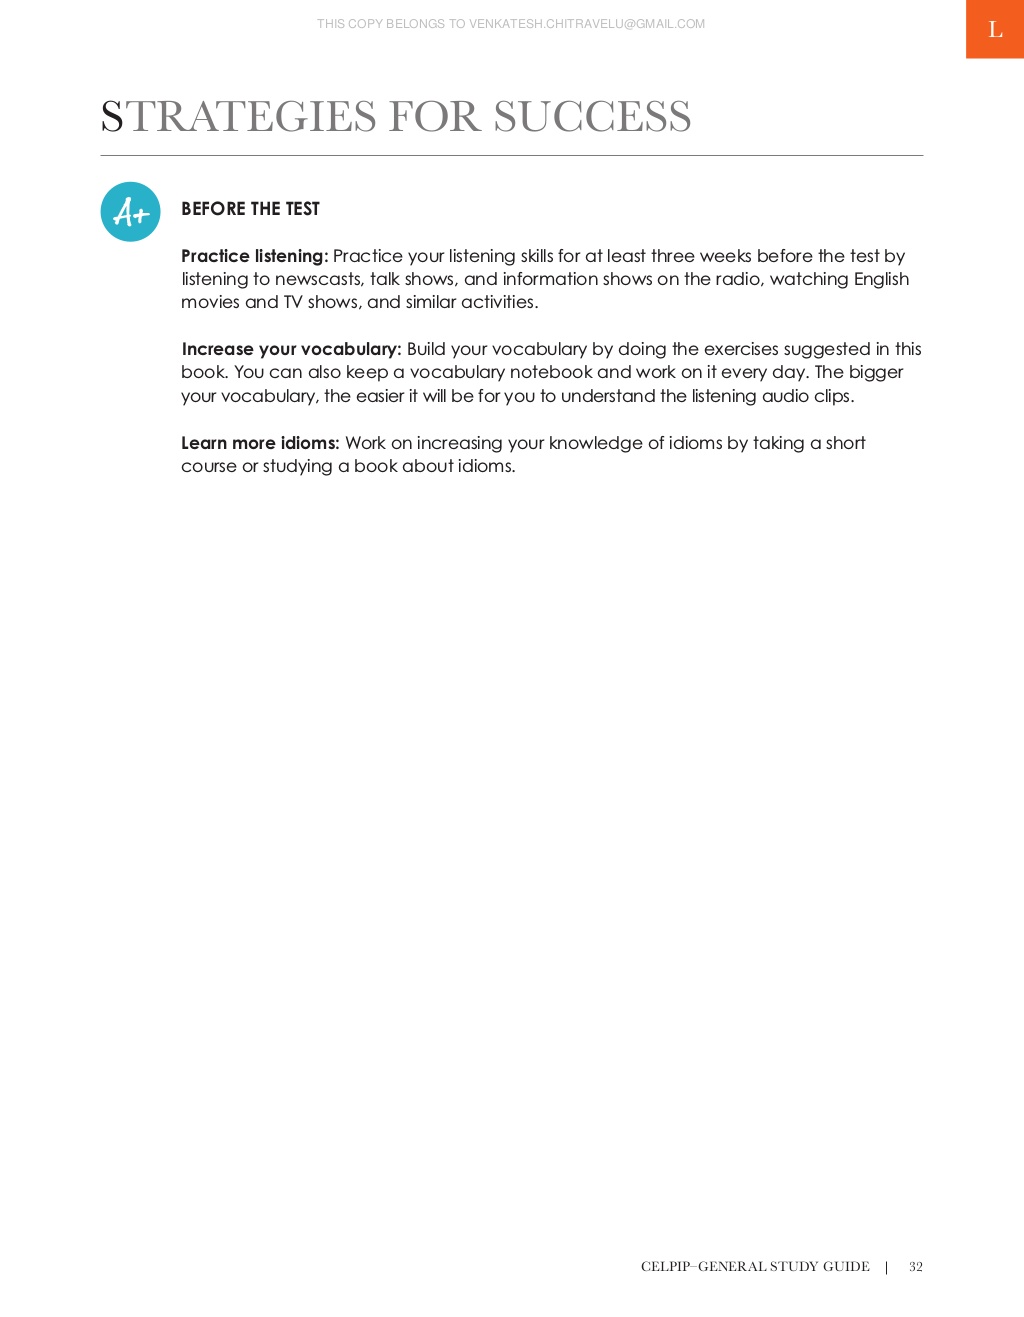 THIS COPY BELONGS TO VENKATESH.CHITRAVELU@GMAIL.COM
L
STRATEGIES FOR SUCCESS
A+
BEFORE THE TEST
Practice listening: Practice your listening skills for at least three weeks before the test by
listening to newscasts, talk shows, and information shows on the radio, watching English
movies and TV shows, and similar activities.
Increase your vocabulary: Build your vocabulary by doing the exercises suggested in this
book. You can also keep a vocabulary notebook and work on it every day. The bigger
your vocabulary, the easier it will be for you to understand the listening audio clips.
Learn more idioms: Work on increasing your knowledge of idioms by taking a short
course or studying a book about idioms.
CELPIP–GENERAL STUDY GUIDE | 32